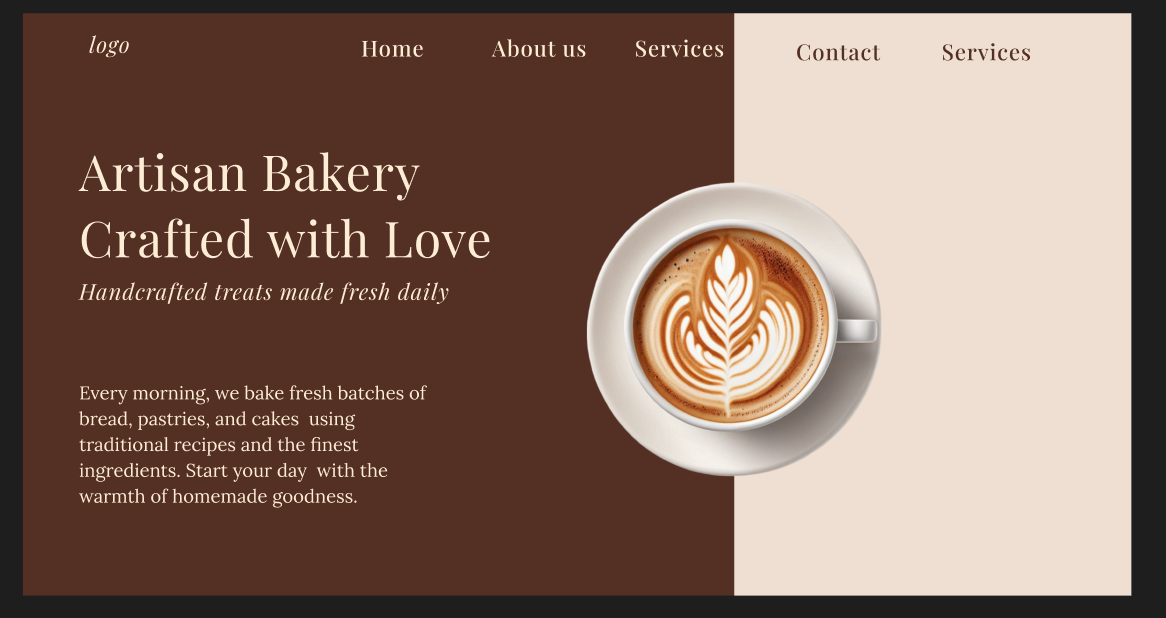 logo
Home About us Services Contact Services
Artisan Bakery
Crafted with Love
Handcrafted treats made fresh daily
Every morning, we bake fresh batches of
bread, pastries, and cakes  using
traditional recipes and the finest
ingredients. Start your day  with the
warmth of homemade goodness.